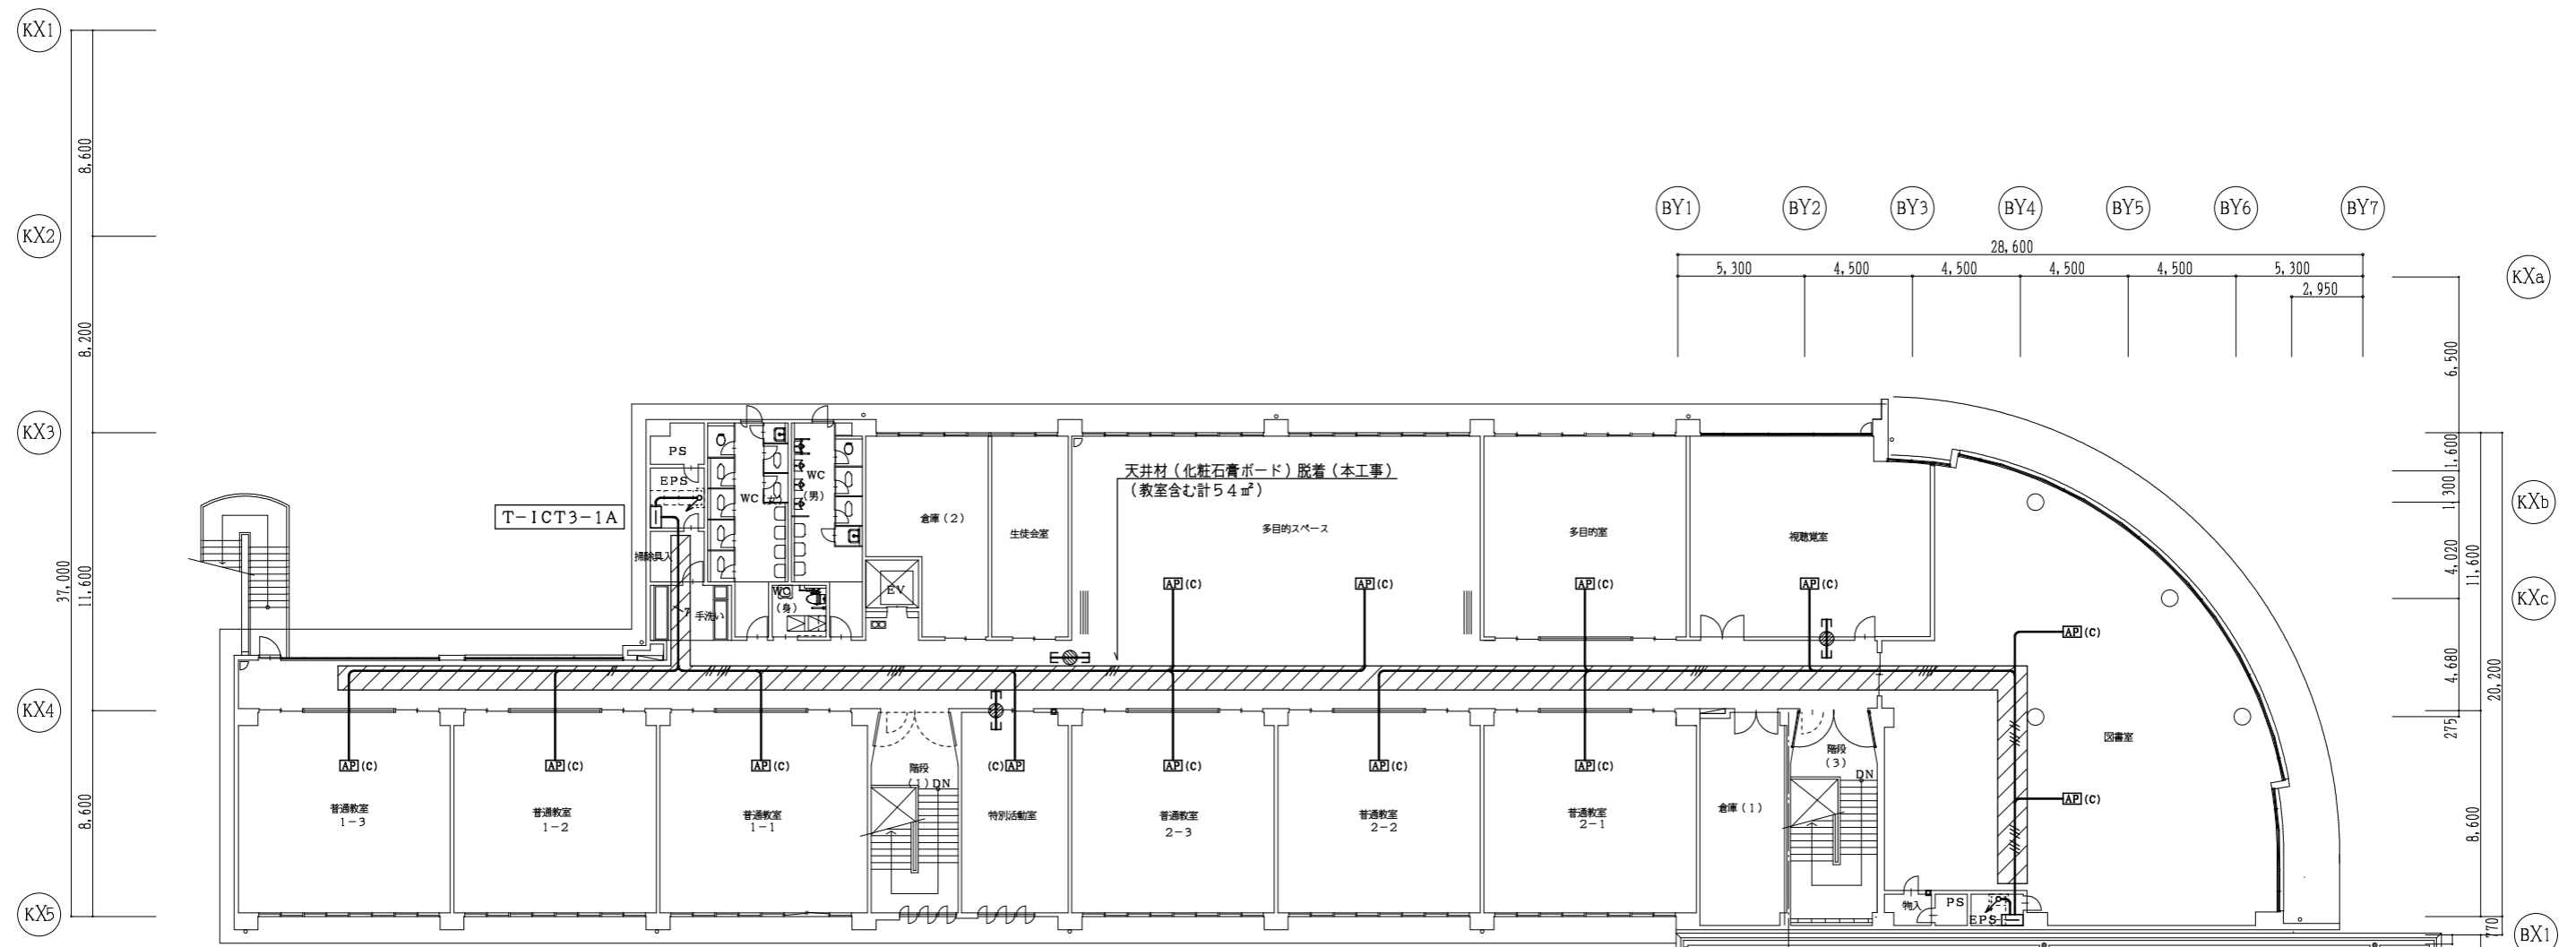 KX1
KX2
KX3
KX4
KX5
8,600
8,200
11,600
37,000
8,600
BY1
BY2
BY3
BY4
BY5
BY6
BY7
28,600
5,300
4,500
4,500
4,500
4,500
5,300
2,950
KXa
KXb
KXc
BX1
6,500
1,600
1,300
4,020
4,680
275
11,600
20,200
8,600
770
T-ICT3-1A
天井材(化粧石膏ボード)脱着(本工事)
(教室含む計54㎡)
PS
EPS
WC(女)
WC
(男)
掃除具入
手洗い
WC
(身)
EV
倉庫(2)
生徒会室
多目的スペース
多目的室
視聴覚室
AP(C)
AP(C)
AP(C)
AP(C)
AP(C)
7
AP(C)
AP(C)
AP(C)
(C)AP
AP(C)
AP(C)
AP(C)
AP(C)
普通教室
1-3
普通教室
1-2
普通教室
1-1
階段
(1)DN
特別活動室
普通教室
2-3
普通教室
2-2
普通教室
2-1
倉庫(1)
階段
(3)
DN
図書室
物入
PS
EPS